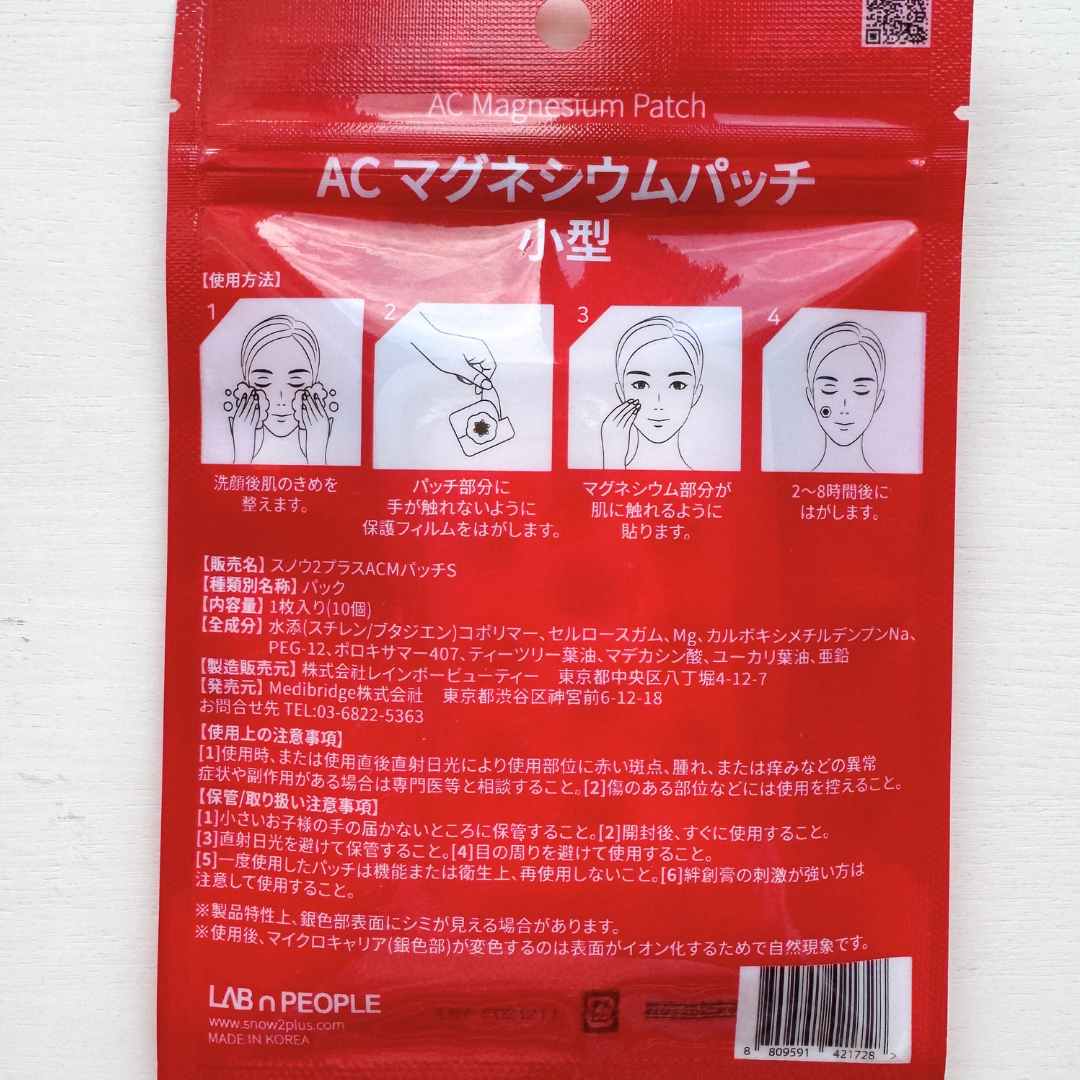 AC Magnesium Patch
AC マグネシウムパッチ
小型
【使用方法】
1
2
3
4
洗顔後肌のきめを
整えます。
パッチ部分に
手が触れないように
保護フィルムをはがします。
マグネシウム部分が
肌に触れるように
貼ります。
2〜8時間後に
はがします。
【販売名】スノウ2プラスACMパッチS
【種類別名称】パック
【内容量】1枚入り(10個)
【全成分】水添(スチレン/ブタジエン)コポリマー、セルロースガム、Mg、カルボキシメチルデンプンNa、
PEG-12、ポロキサマー407、ティーツリー葉油、マデカシン酸、ユーカリ葉油、亜鉛
【製造販売元】株式会社レインボービューティー 東京都中央区八丁堀4-12-7
【発売元】Medibridge株式会社 東京都渋谷区神宮前6-12-18
お問合せ先 TEL:03-6822-5363
【使用上の注意事項】
[1]使用時、または使用直後直射日光により使用部位に赤い斑点、腫れ、または痒みなどの異常
症状や副作用がある場合は専門医等と相談すること。[2]傷のある部位などには使用を控えること。
【保管/取り扱い注意事項】
[1]小さいお子様の手の届かないところに保管すること。[2]開封後、すぐに使用すること。
[3]直射日光を避けて保管すること。[4]目の周りを避けて使用すること。
[5]一度使用したパッチは機能または衛生上、再使用しないこと。[6]絆創膏の刺激が強い方は
注意して使用すること。
※製品特性上、銀色部表面にシミが見える場合があります。
※使用後、マイクロキャリア(銀色部)が変色するのは表面がイオン化するためで自然現象です。
LAB n PEOPLE
www.snow2plus.com
MADE IN KOREA
8 809591 421728 >